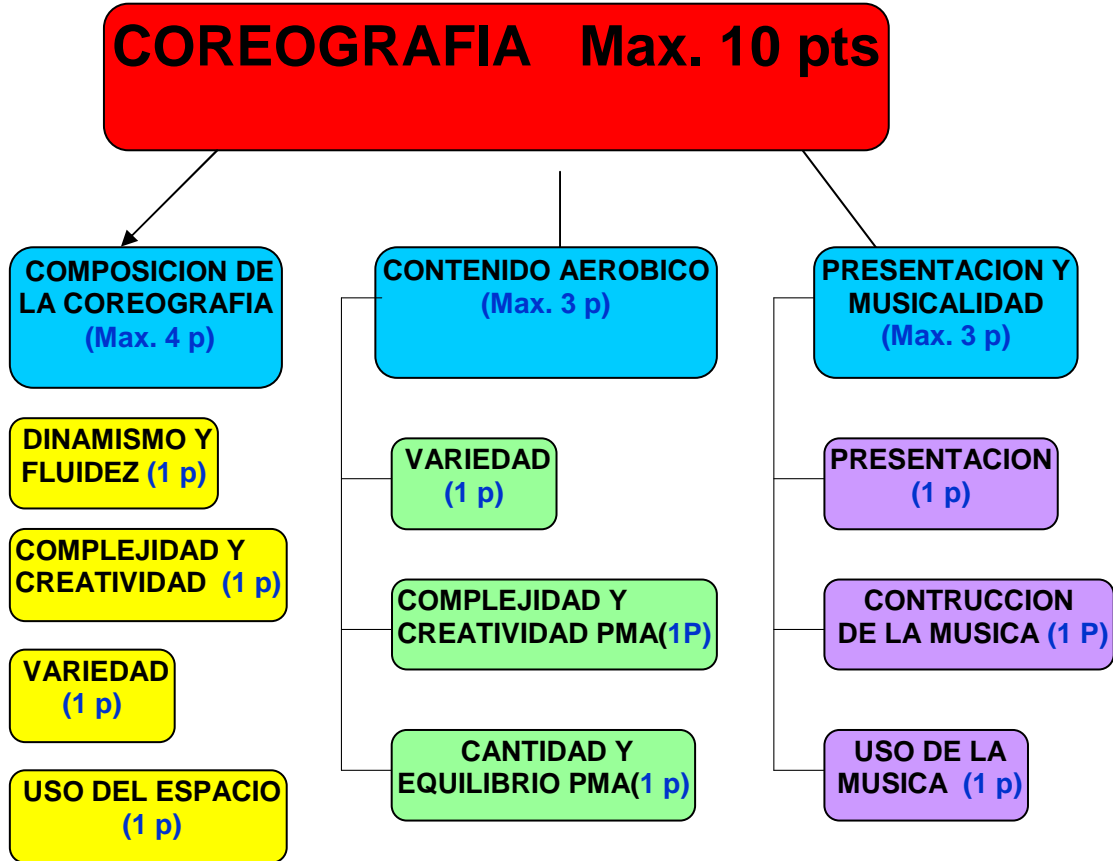 COREOGRAFIA Max. 10 pts
COMPOSICION DE
LA COREOGRAFIA
(Max. 4 p)
DINAMISMO Y
FLUIDEZ (1 p)
COMPLEJIDAD Y
CREATIVIDAD (1 p)
VARIEDAD
(1 p)
USO DEL ESPACIO
(1 p)
CONTENIDO AEROBICO
(Max. 3 p)
VARIEDAD
(1 p)
COMPLEJIDAD Y
CREATIVIDAD PMA(1P)
CANTIDAD Y
EQUILIBRIO PMA(1 p)
PRESENTACION Y
MUSICALIDAD
(Max. 3 p)
PRESENTACION
(1 p)
CONTRUCCION
DE LA MUSICA (1 P)
USO DE LA
MUSICA (1 p)